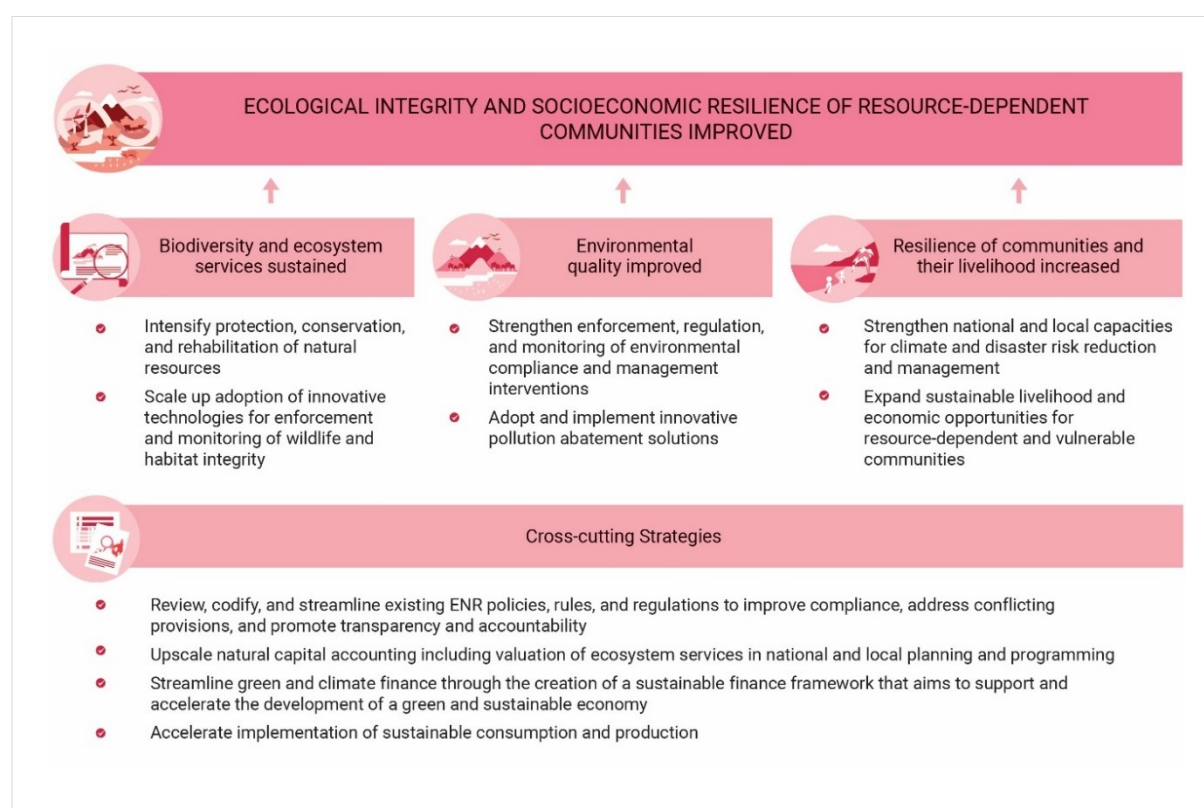 ECOLOGICAL INTEGRITY AND SOCIOECONOMIC RESILIENCE OF RESOURCE-DEPENDENT
COMMUNITIES IMPROVED
Biodiversity and ecosystem
services sustained
Intensify protection, conservation,
and rehabilitation of natural
resources
Scale up adoption of innovative
technologies for enforcement
and monitoring of wildlife and
habitat integrity
Environmental
quality improved
Strengthen enforcement, regulation,
and monitoring of environmental
compliance and management
interventions
Adopt and implement innovative
pollution abatement solutions
Resilience of communities and
their livelihood increased
Strengthen national and local capacities
for climate and disaster risk reduction
and management
Expand sustainable livelihood and
economic opportunities for
resource-dependent and vulnerable
communities
Cross-cutting Strategies
Review, codify, and streamline existing ENR policies, rules, and regulations to improve compliance, address conflicting
provisions, and promote transparency and accountability
Upscale natural capital accounting including valuation of ecosystem services in national and local planning and programming
Streamline green and climate finance through the creation of a sustainable finance framework that aims to support and
accelerate the development of a green and sustainable economy
Accelerate implementation of sustainable consumption and production